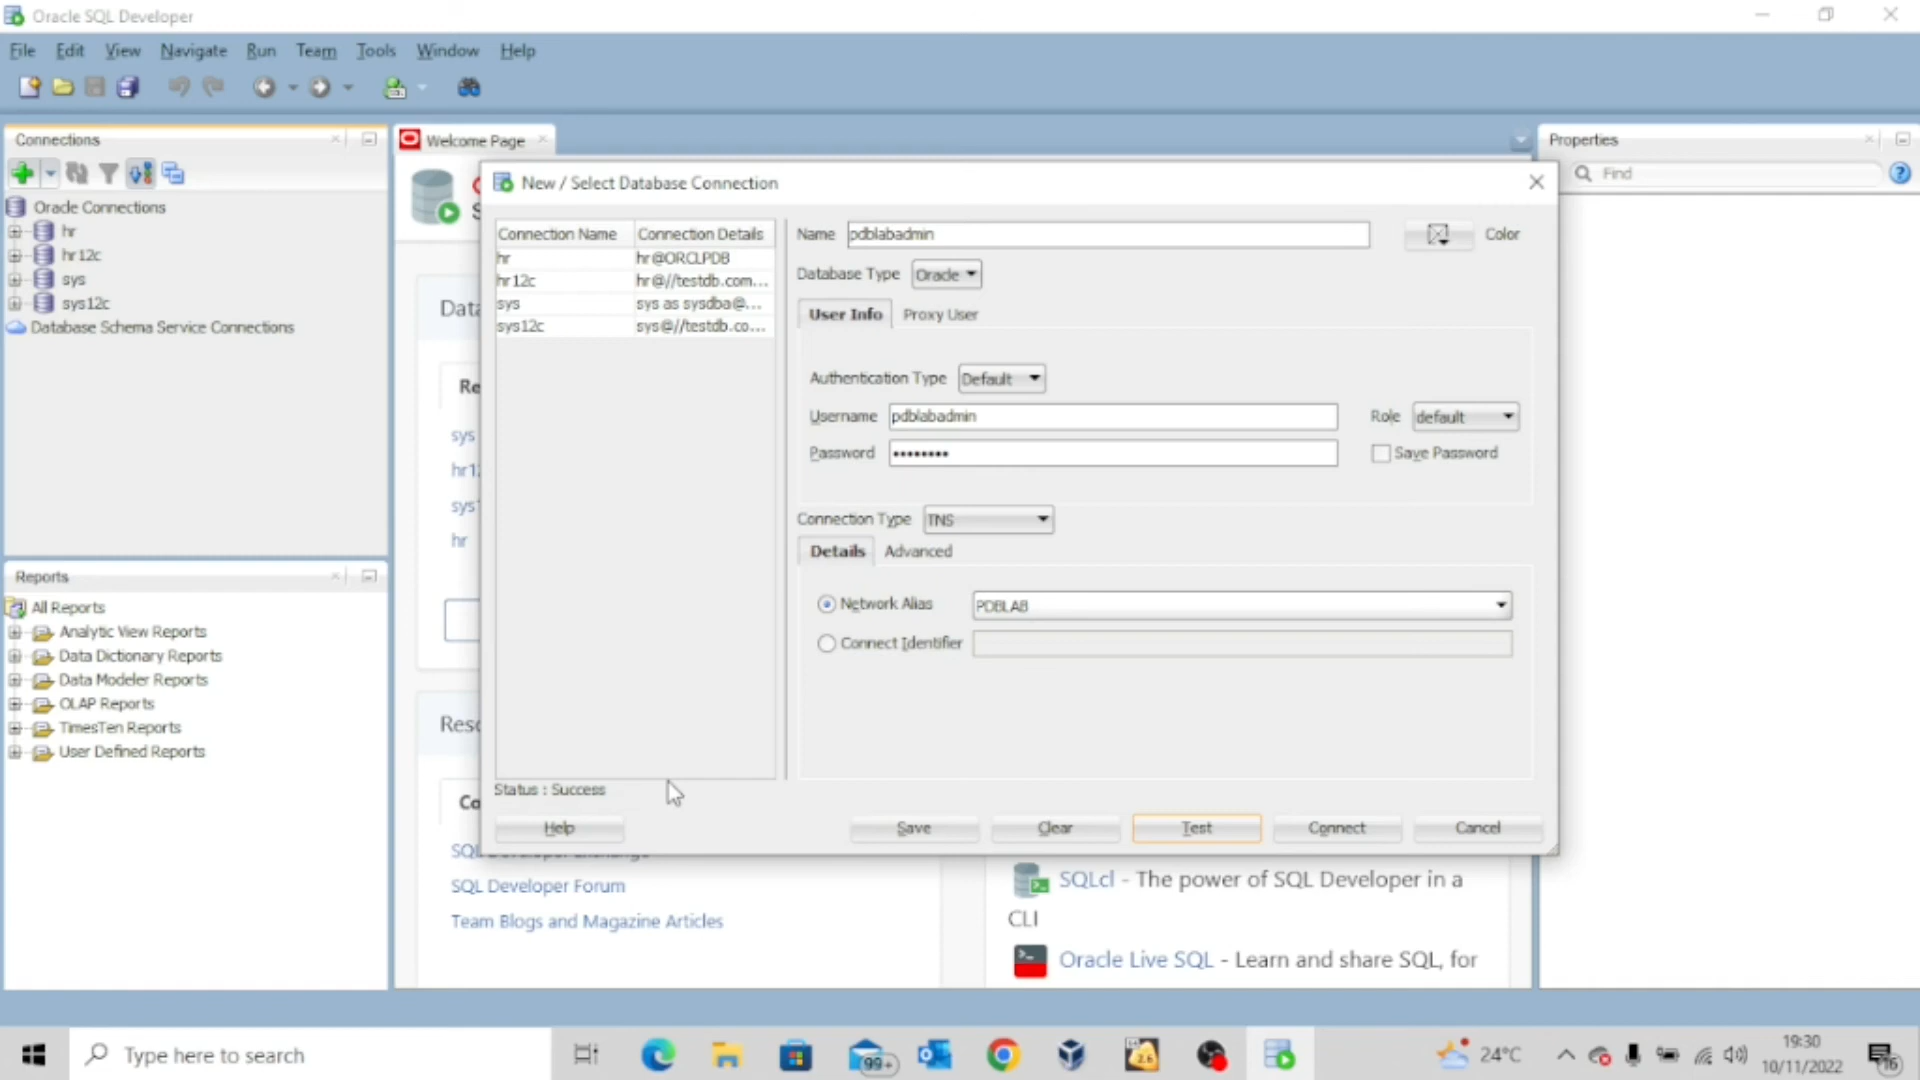 Oracle SQL Developer
File Edit View Navigate Run Team Tools Window Help
Connections
Welcome Page
Properties
Find
New / Select Database Connection
Oracle Connections
hr
hr12c
sys
sys12c
Database Schema Service Connections
Connection Name Connection Details
hr hr@ORCLPDB
hr12c hr@//testdb.com...
sys sys as sysdba@...
sys12c sys@//testdb.co...
Name pdblabadmin Color
Database Type Oracle
User Info Proxy User
Authentication Type Default
Username pdblabadmin Role default
Password •••••••• Save Password
Connection Type TNS
Details Advanced
Network Alias PDBLAB
Connect Identifier
Status : Success
Help Save Clear Test Connect Cancel
sys
hr
Reports
All Reports
Analytic View Reports
Data Dictionary Reports
Data Modeler Reports
OLAP Reports
TimesTen Reports
User Defined Reports
SQL Developer Forum
Team Blogs and Magazine Articles
SQLcl - The power of SQL Developer in a
CLI
Oracle Live SQL - Learn and share SQL, for
Type here to search
99+
24°C
19:30
10/11/2022
16